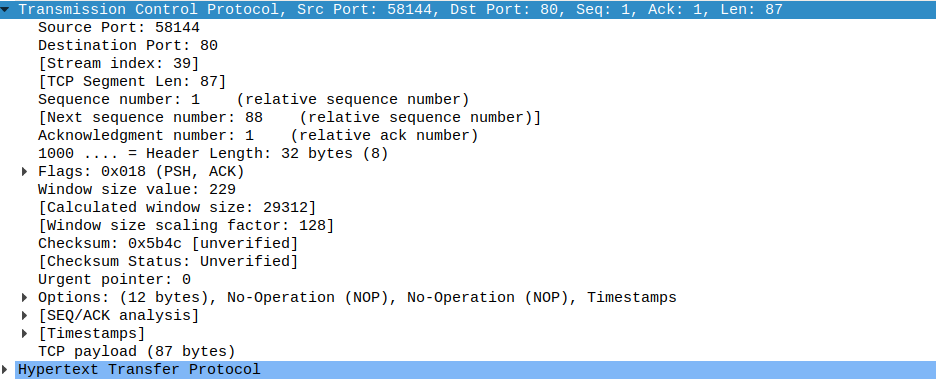 Transmission Control Protocol, Src Port: 58144, Dst Port: 80, Seq: 1, Ack: 1, Len: 87
Source Port: 58144
Destination Port: 80
[Stream index: 39]
[TCP Segment Len: 87]
Sequence number: 1    (relative sequence number)
[Next sequence number: 88    (relative sequence number)]
Acknowledgment number: 1    (relative ack number)
1000 .... = Header Length: 32 bytes (8)
Flags: 0x018 (PSH, ACK)
Window size value: 229
[Calculated window size: 29312]
[Window size scaling factor: 128]
Checksum: 0x5b4c [unverified]
[Checksum Status: Unverified]
Urgent pointer: 0
Options: (12 bytes), No-Operation (NOP), No-Operation (NOP), Timestamps
[SEQ/ACK analysis]
[Timestamps]
TCP payload (87 bytes)
Hypertext Transfer Protocol